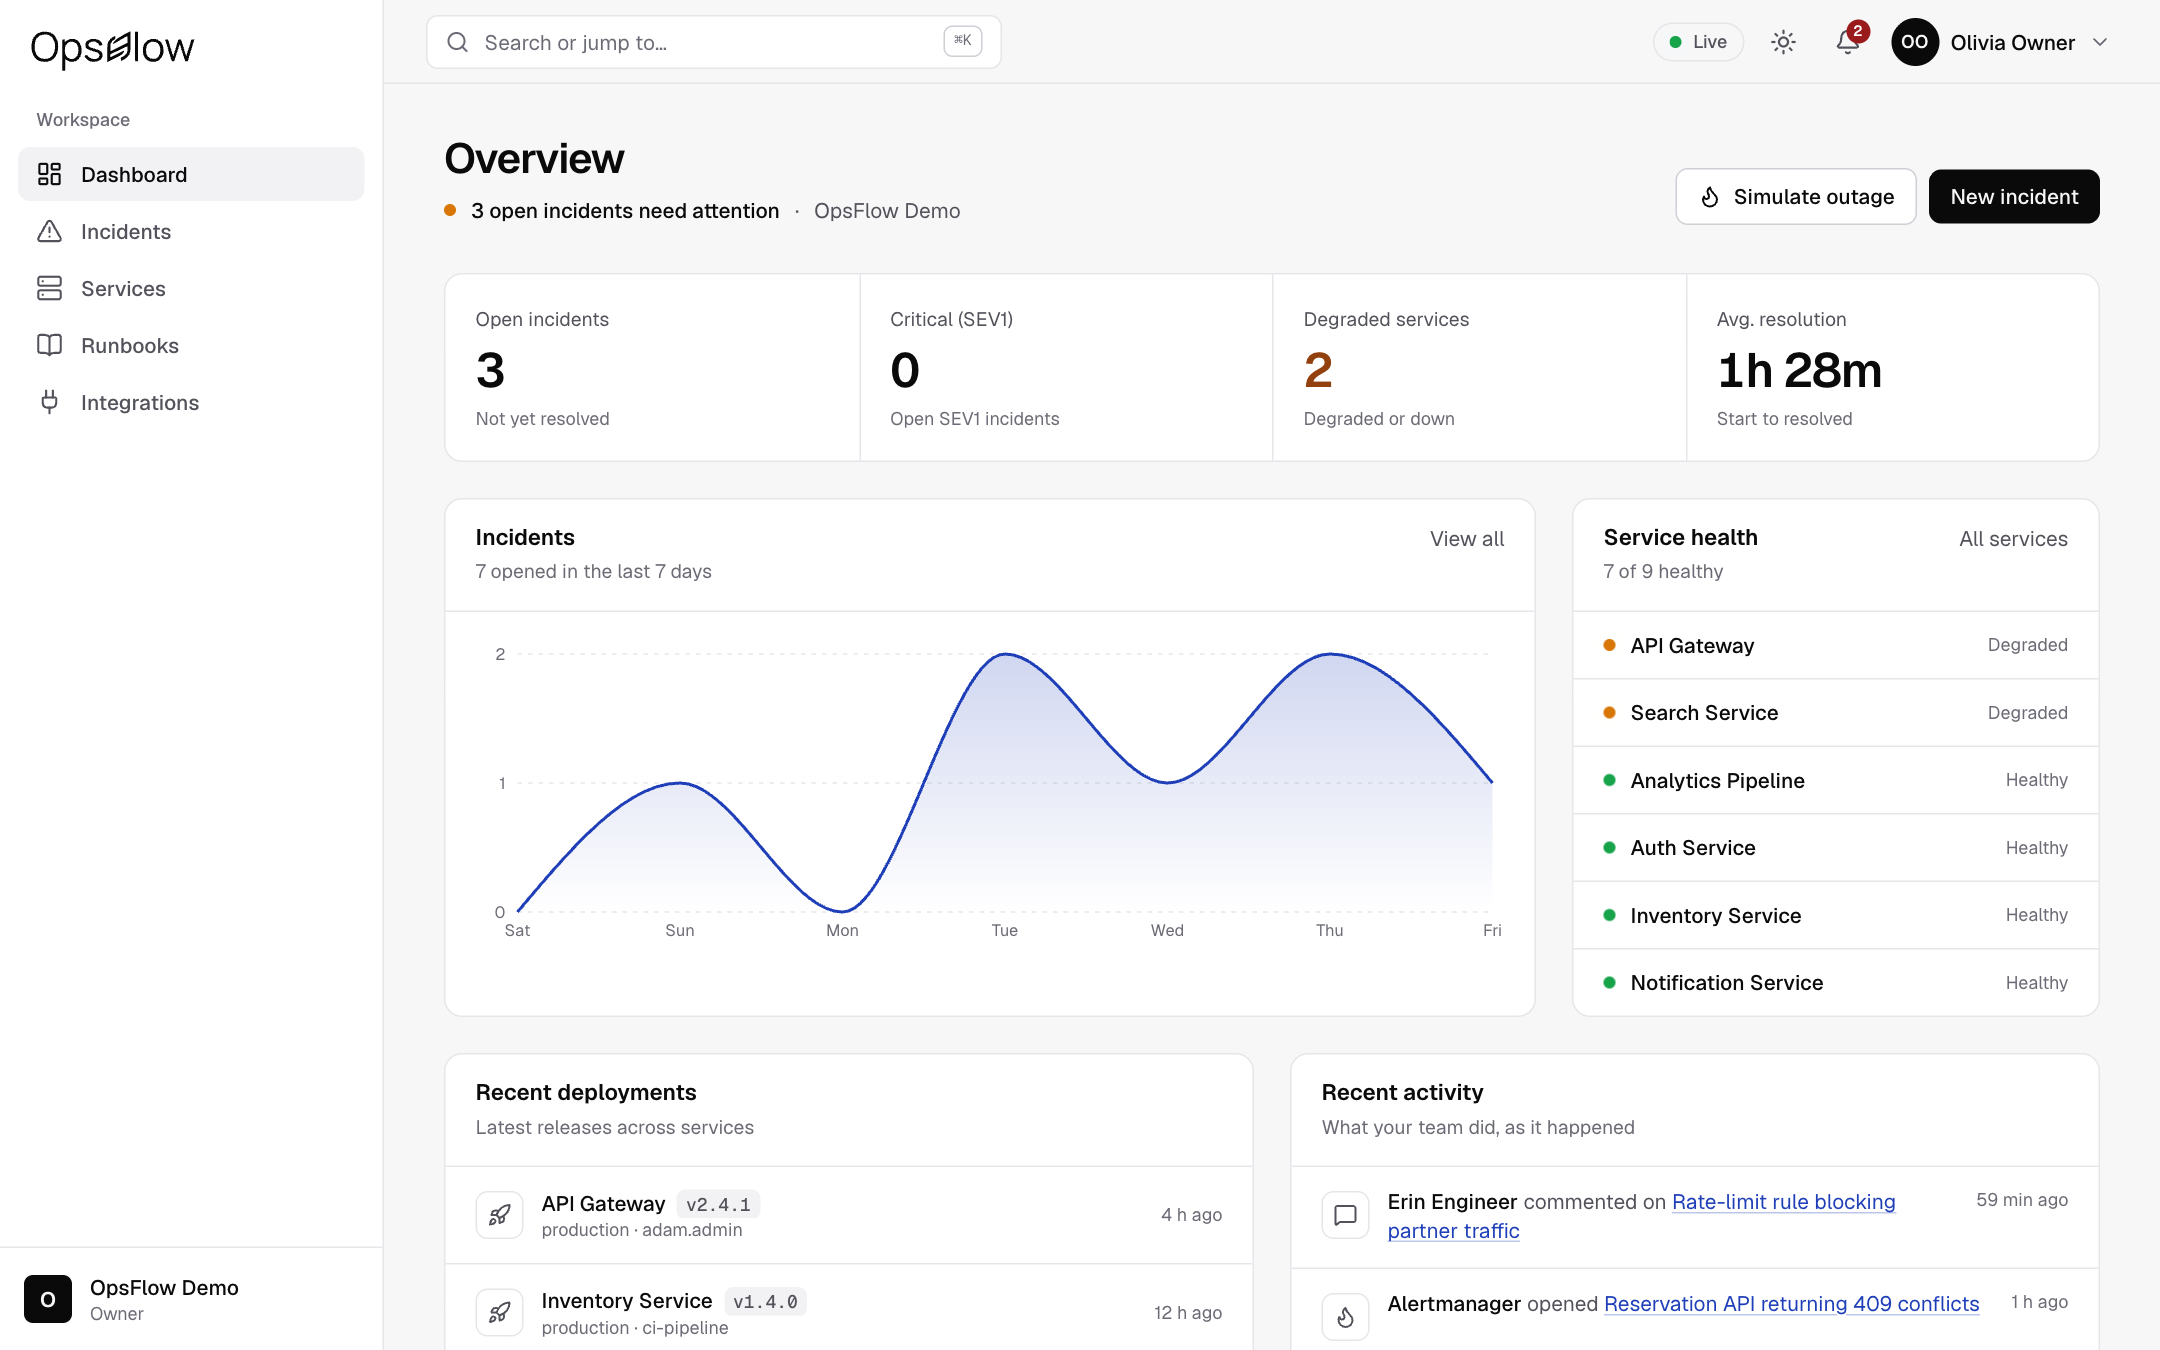 OpsFlow
Search or jump to...
⌘K
Live
2
OO
Olivia Owner
Workspace
Dashboard
Incidents
Services
Runbooks
Integrations
Overview
3 open incidents need attention · OpsFlow Demo
Simulate outage
New incident
Open incidents
3
Not yet resolved
Critical (SEV1)
0
Open SEV1 incidents
Degraded services
2
Degraded or down
Avg. resolution
1h 28m
Start to resolved
Incidents
View all
7 opened in the last 7 days
2
1
0
Sat Sun Mon Tue Wed Thu Fri
Service health
All services
7 of 9 healthy
API Gateway Degraded
Search Service Degraded
Analytics Pipeline Healthy
Auth Service Healthy
Inventory Service Healthy
Notification Service Healthy
Recent deployments
Latest releases across services
API Gateway v2.4.1
production · adam.admin
4 h ago
Inventory Service v1.4.0
production · ci-pipeline
12 h ago
Recent activity
What your team did, as it happened
Erin Engineer commented on Rate-limit rule blocking
partner traffic
59 min ago
Alertmanager opened Reservation API returning 409 conflicts
1 h ago
O
OpsFlow Demo
Owner